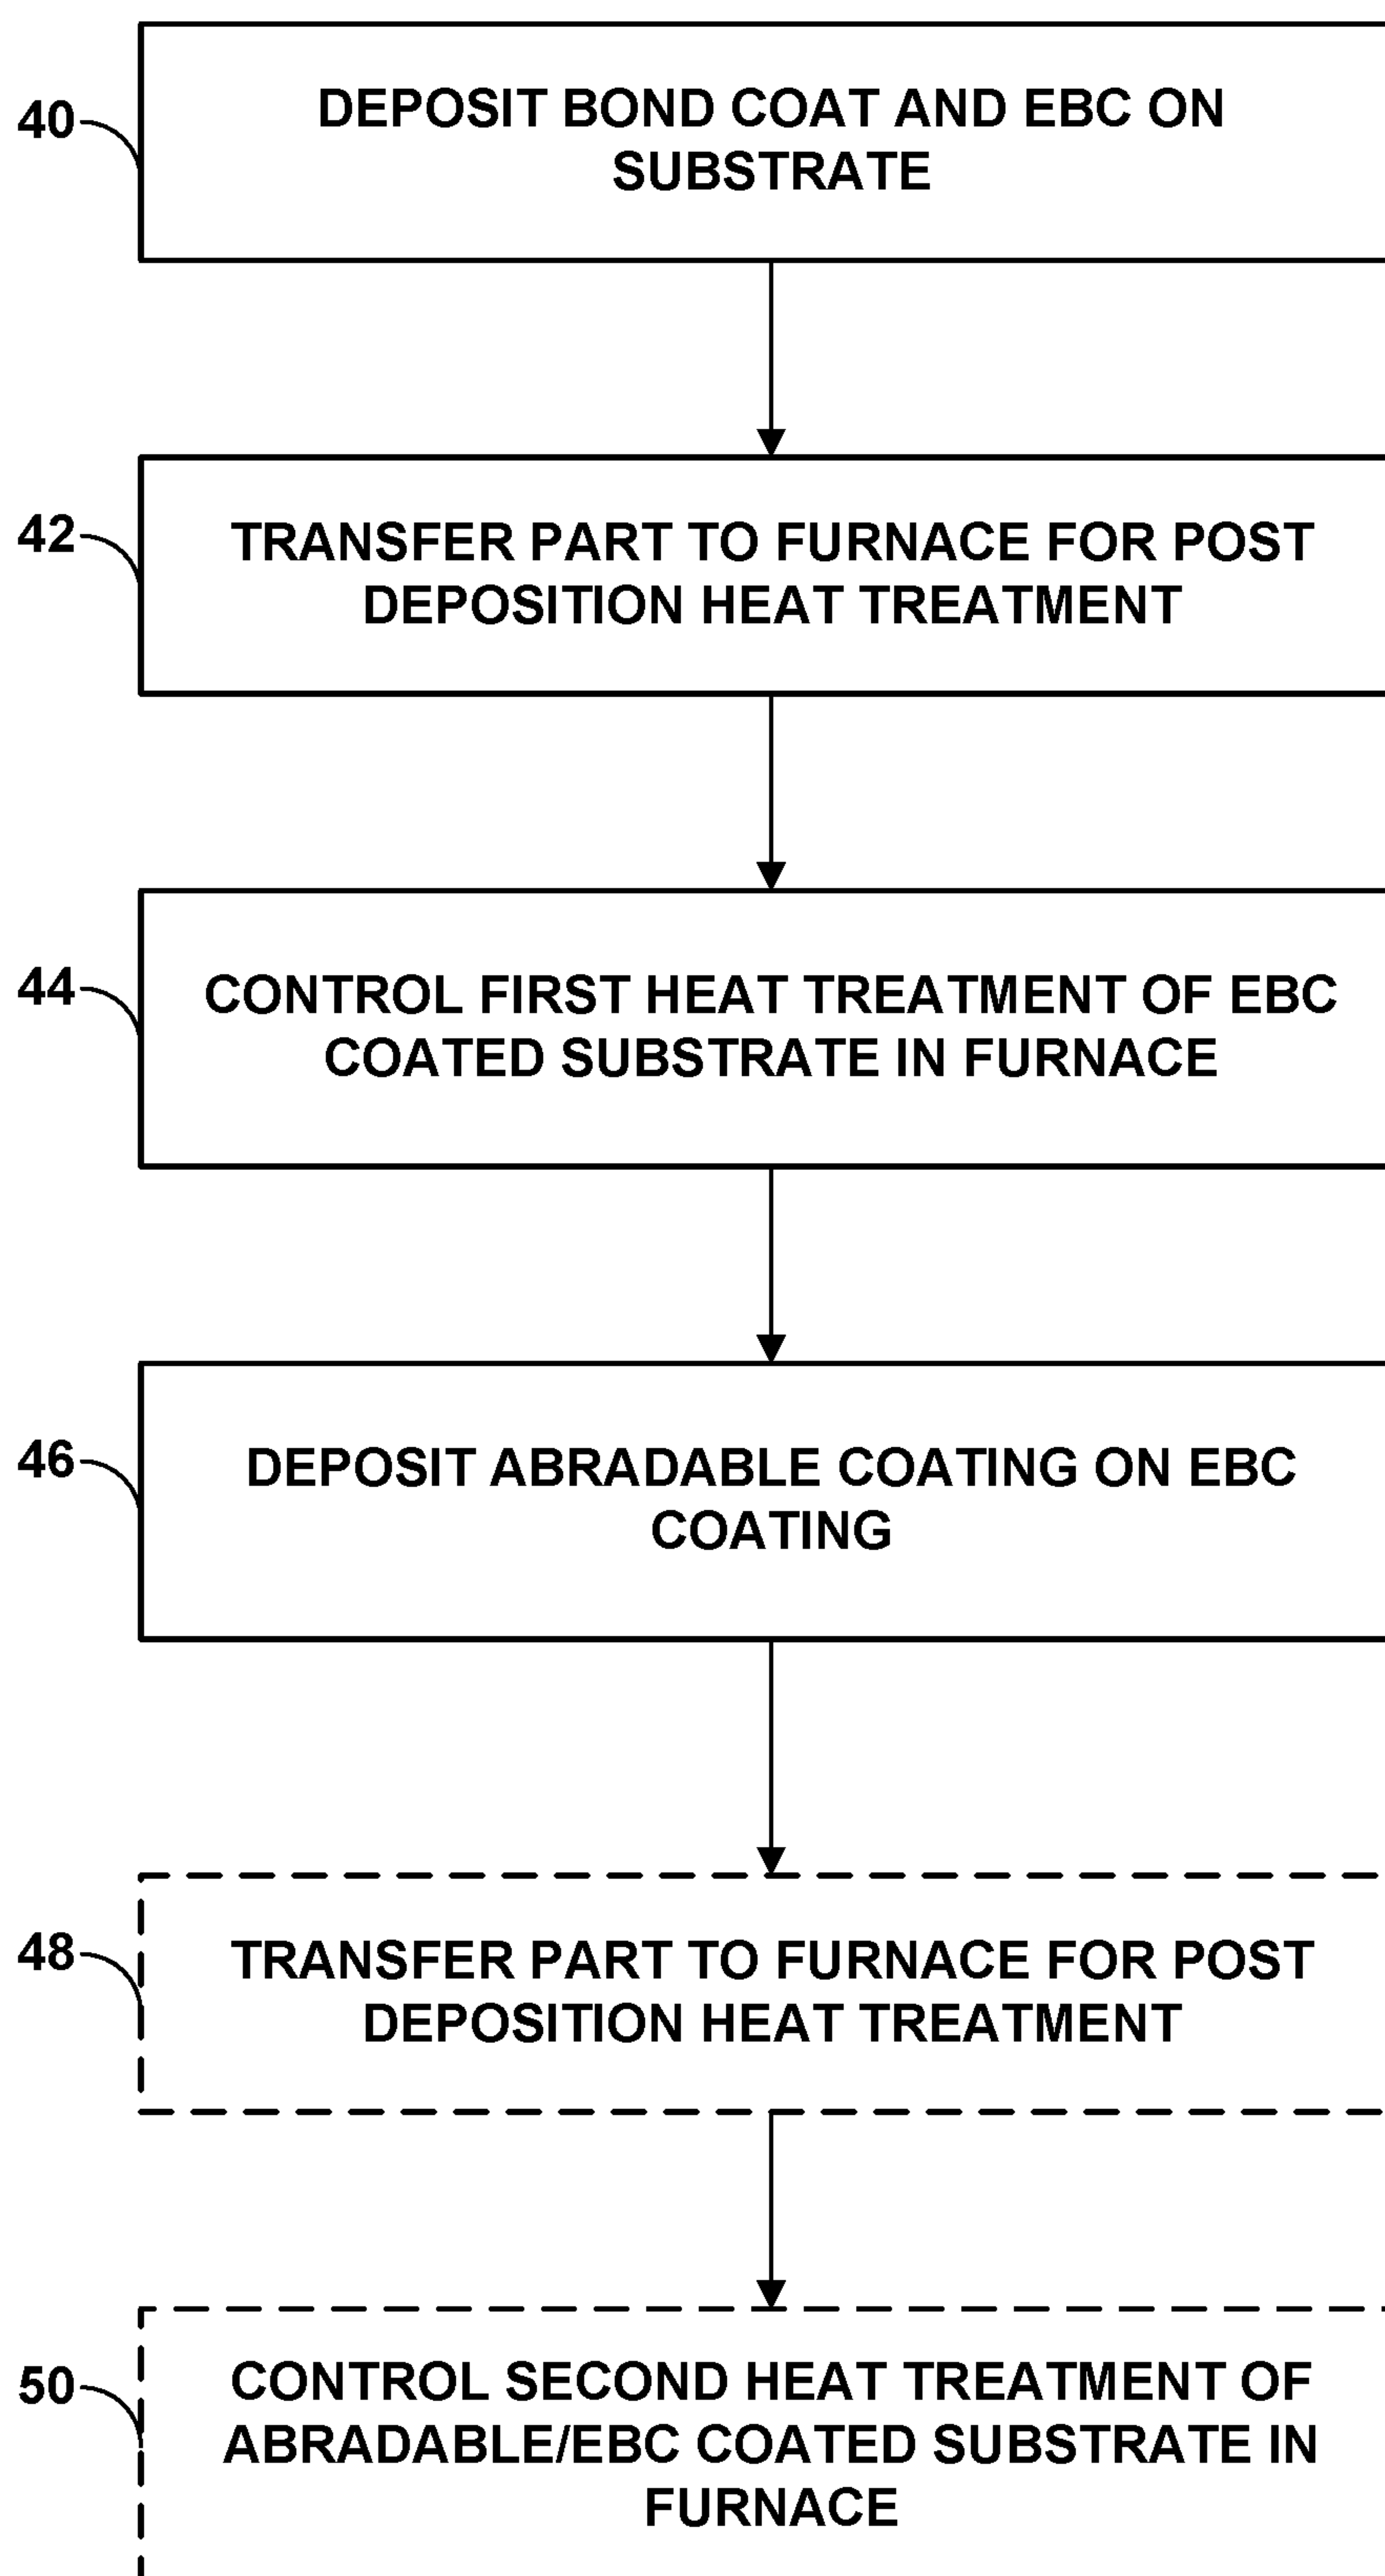 40
DEPOSIT BOND COAT AND EBC ON
SUBSTRATE
42
TRANSFER PART TO FURNACE FOR POST
DEPOSITION HEAT TREATMENT
44
CONTROL FIRST HEAT TREATMENT OF EBC
COATED SUBSTRATE IN FURNACE
46
DEPOSIT ABRADABLE COATING ON EBC
COATING
48
TRANSFER PART TO FURNACE FOR POST
DEPOSITION HEAT TREATMENT
50
CONTROL SECOND HEAT TREATMENT OF
ABRADABLE/EBC COATED SUBSTRATE IN
FURNACE